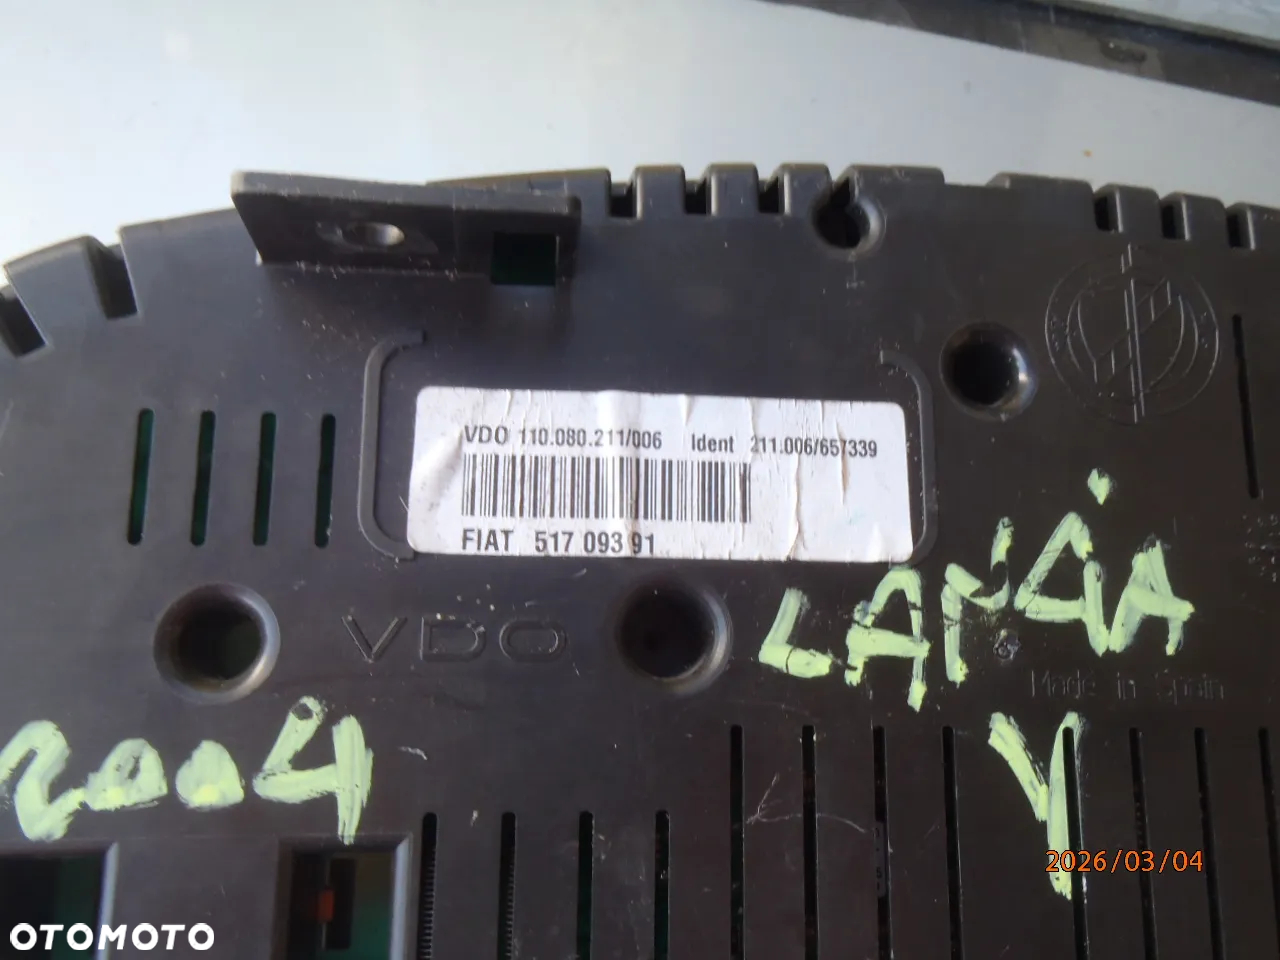 VDO 110.080.211/006 Ident 211.006/657339
FIAT 517 093 91
VDO
LANCIA
Made in Spain
2004
Y
2026/03/04
OTOMOTO